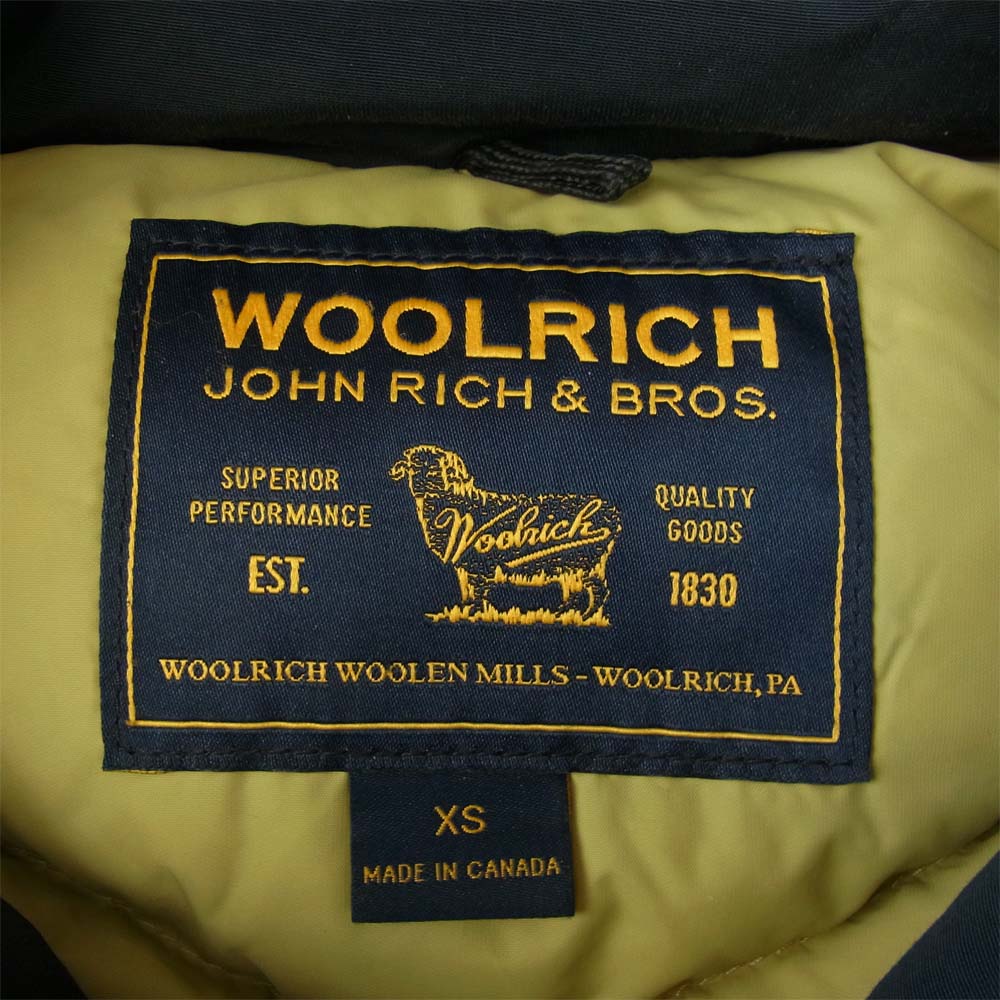 WOOLRICH
JOHN RICH & BROS.
SUPERIOR
PERFORMANCE
EST.
Woolrich
QUALITY
GOODS
1830
WOOLRICH WOOLEN MILLS - WOOLRICH, PA
XS
MADE IN CANADA